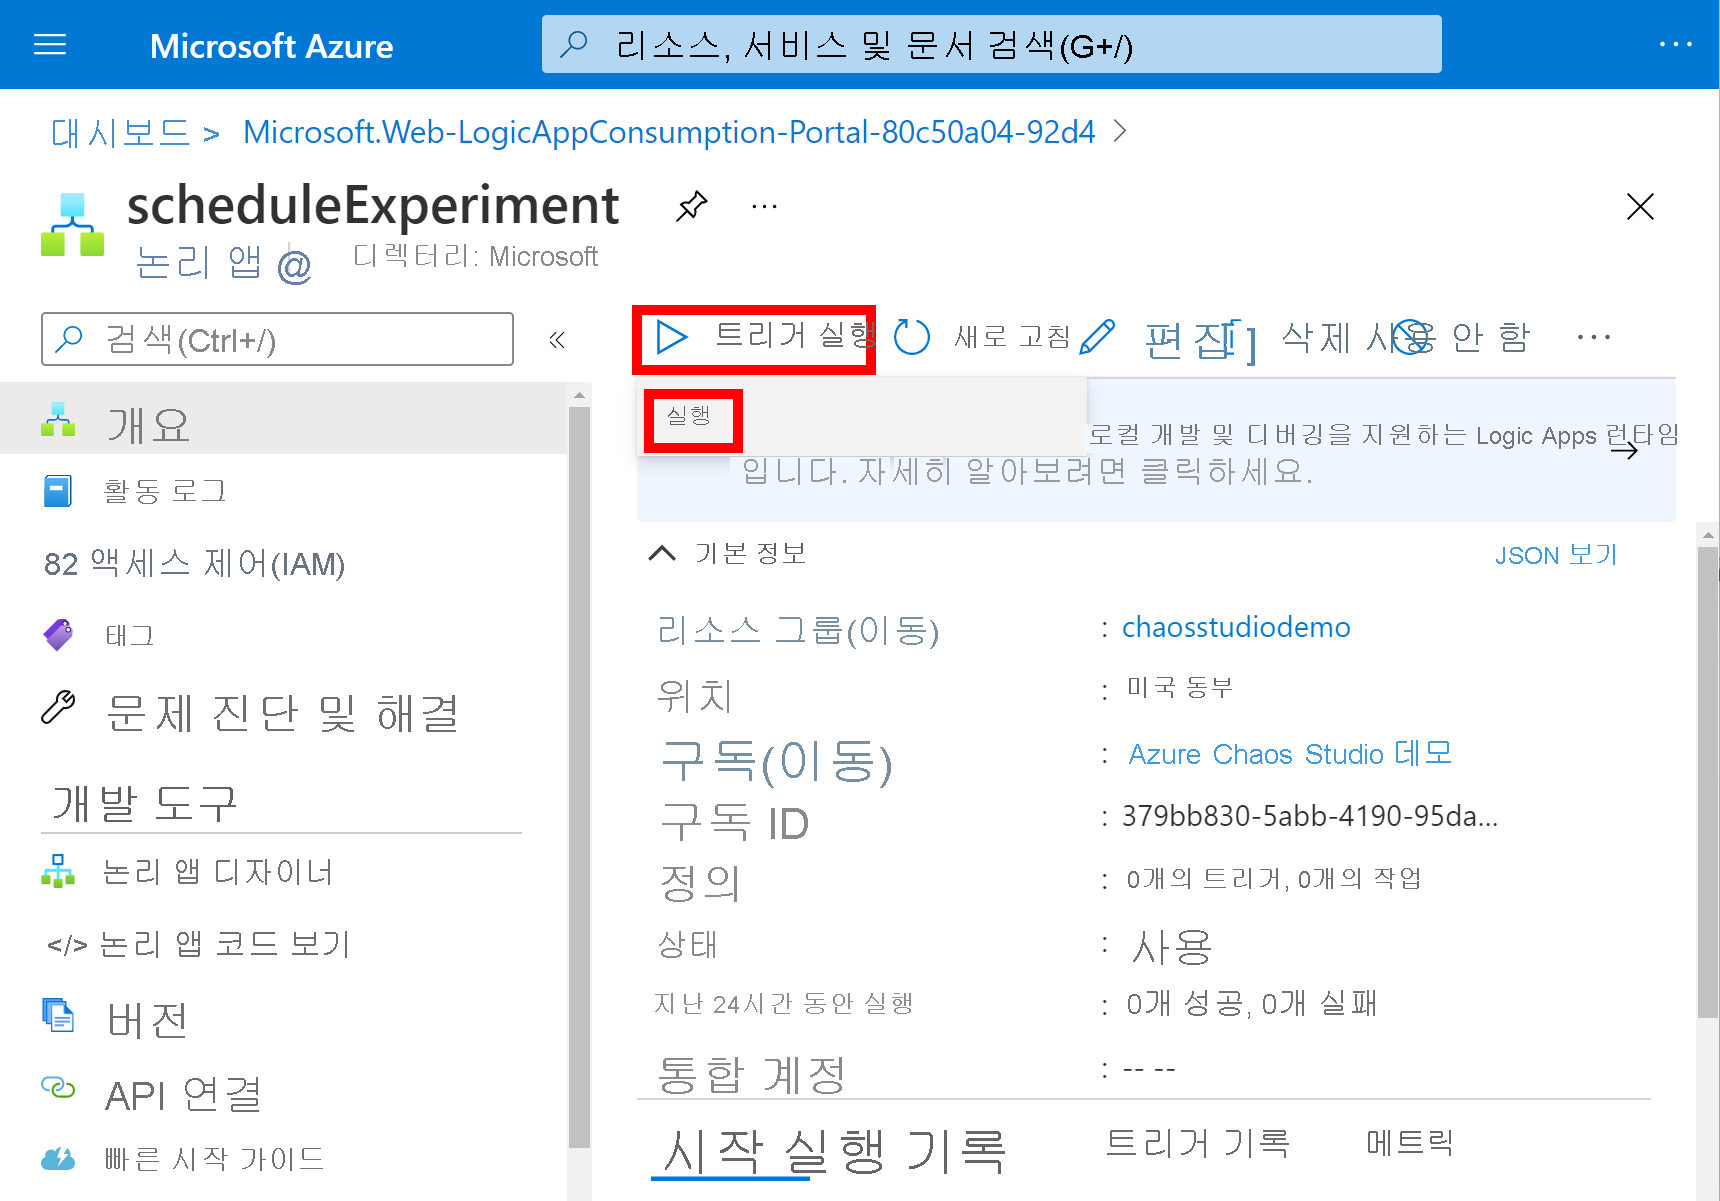 Microsoft Azure
리소스, 서비스 및 문서 검색(G+/)
대시보드 > Microsoft.Web-LogicAppConsumption-Portal-80c50a04-92d4 >
scheduleExperiment
논리 앱 @ 디렉터리: Microsoft
검색(Ctrl+/)
«
트리거 실행 새로 고침 편집 ] 삭제 사용 안 함
실행
로컬 개발 및 디버깅을 지원하는 Logic Apps 런타임
입니다. 자세히 알아보려면 클릭하세요.
개요
활동 로그
82 액세스 제어(IAM)
태그
문제 진단 및 해결
개발 도구
논리 앱 디자이너
</> 논리 앱 코드 보기
버전
API 연결
빠른 시작 가이드
기본 정보 JSON 보기
리소스 그룹(이동) : chaosstudiodemo
위치 : 미국 동부
구독(이동) : Azure Chaos Studio 데모
구독 ID : 379bb830-5abb-4190-95da...
정의 : 0개의 트리거, 0개의 작업
상태 : 사용
지난 24시간 동안 실행 : 0개 성공, 0개 실패
통합 계정 : -- --
시작 실행 기록 트리거 기록 메트릭